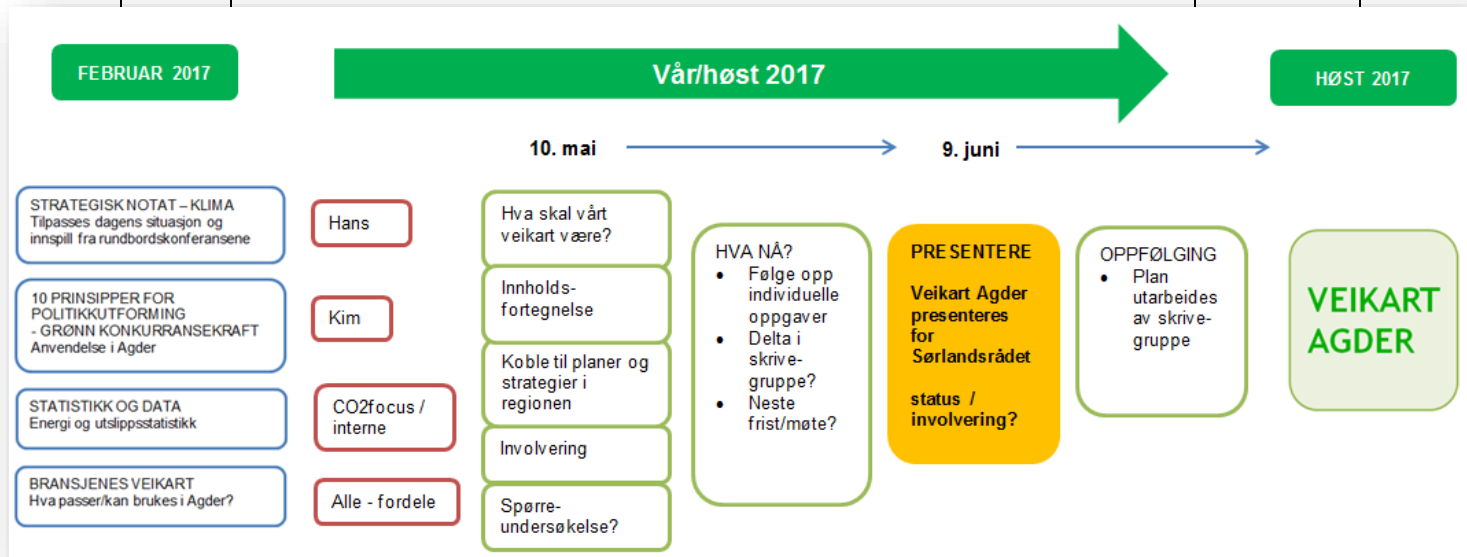 FEBRUAR 2017
Vår/høst 2017
HØST 2017
10. mai
9. juni
STRATEGISK NOTAT – KLIMA
Tilpasses dagens situasjon og
innspill fra rundbordskonferansene
10 PRINSIPPER FOR
POLITIKKUTFORMING
- GRØNN KONKURRANSEKRAFT
Anvendelse i Agder
STATISTIKK OG DATA
Energi og utslippsstatistikk
BRANSJENES VEIKART
Hva passer/kan brukes i Agder?
Hans
Kim
CO2focus /
interne
Alle - fordele
Hva skal vårt
veikart være?
Innholds-
fortegnelse
Koble til planer og
strategier i
regionen
Involvering
Spørre-
undersøkelse?
HVA NÅ?
• Følge opp
individuelle
oppgaver
• Delta i
skrive-
gruppe?
• Neste
frist/møte?
PRESENTERE
Veikart Agder
presenteres
for
Sørlandsrådet
status /
involvering?
OPPFØLGING
• Plan
utarbeides
av skrive-
gruppe
VEIKART
AGDER